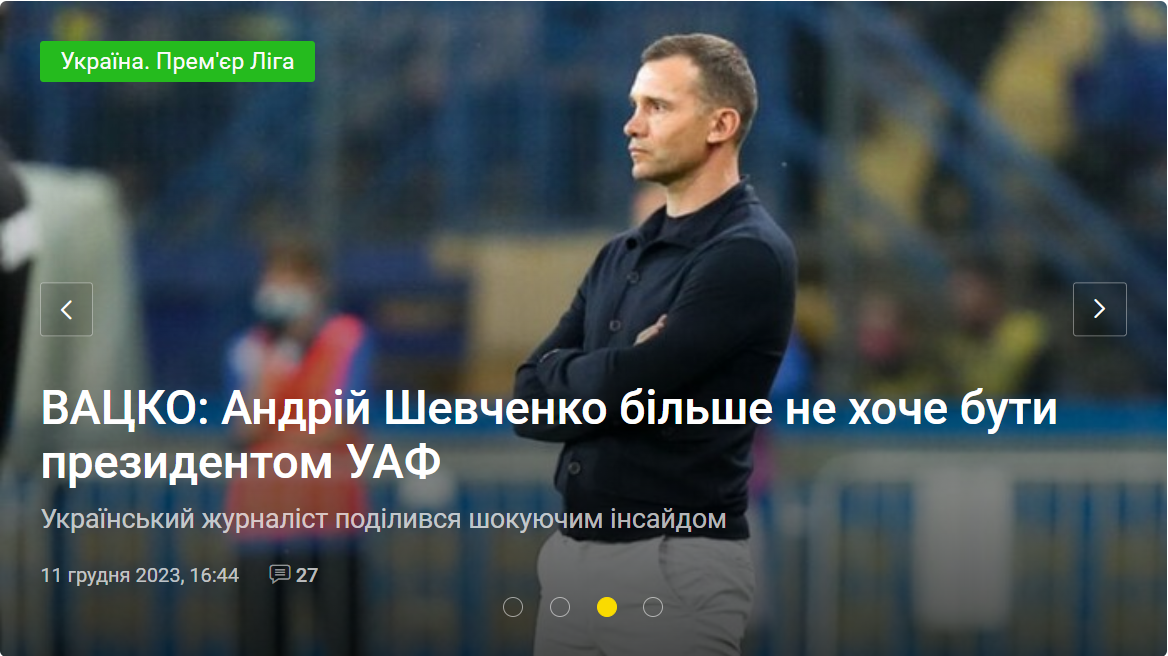 Україна. Прем'єр Ліга
ВАЦКО: Андрій Шевченко більше не хоче бути
президентом УАФ
Український журналіст поділився шокуючим інсайдом
11 грудня 2023, 16:44 27